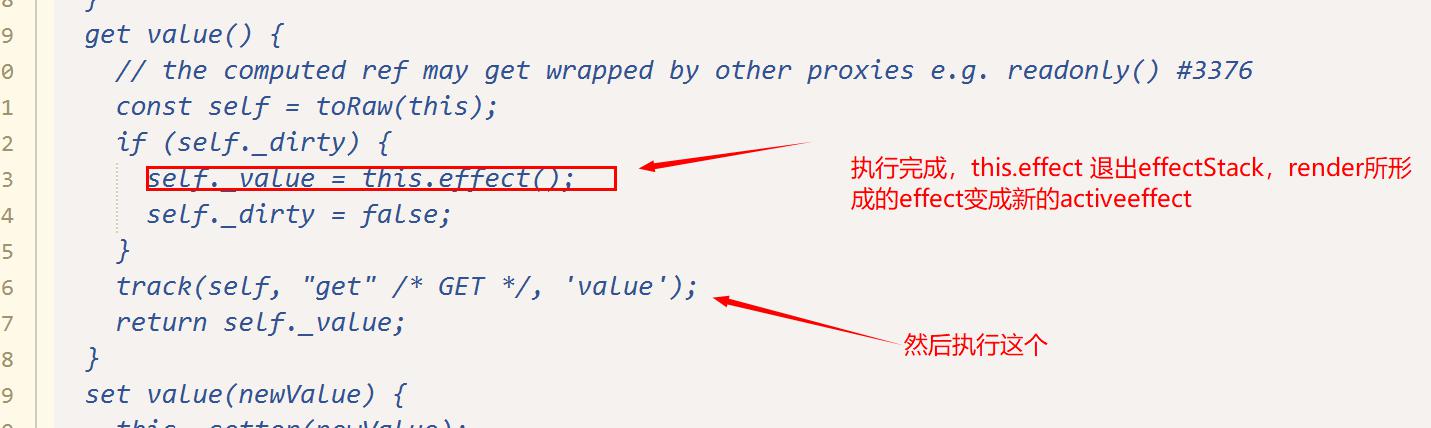 8 }
9 get value() {
0 // the computed ref may get wrapped by other proxies e.g. readonly() #3376
1 const self = toRaw(this);
2 if (self._dirty) {
3 self._value = this.effect();
执行完成，this.effect 退出effectStack，render所形
成的effect变成新的activeeffect
4 self._dirty = false;
5 }
6 track(self, "get" /* GET */, 'value');
7 return self._value;
然后执行这个
8 }
9 set value(newValue) {
this._setter(newValue);